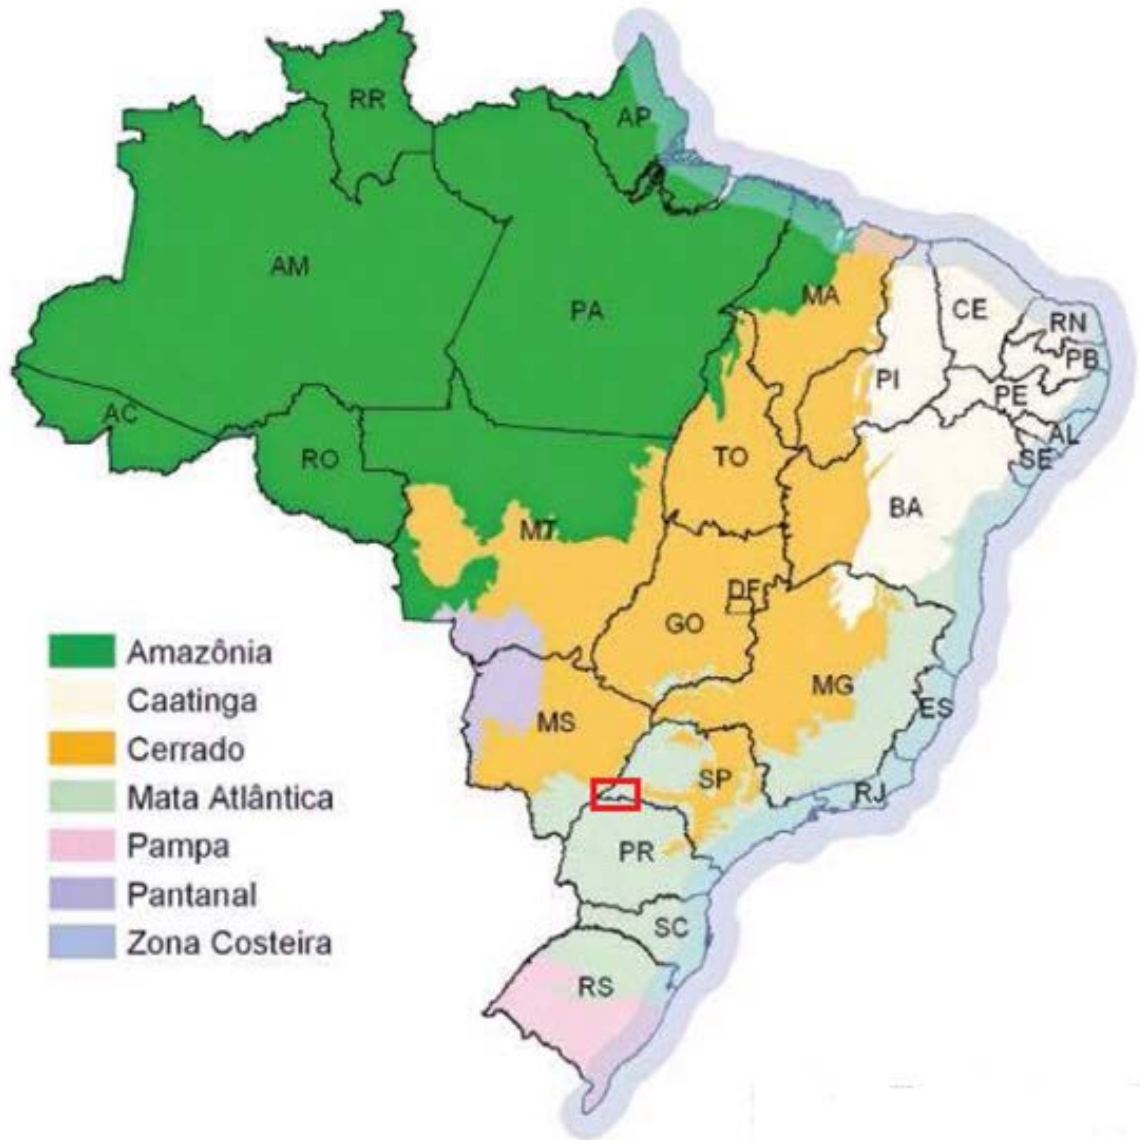 RR
AP
AM
PA
MA
CE
RN
PB
PI
PE
AC
AL
RO
TO
SE
BA
MT
DF
GO
MG
ES
MS
SP
RJ
PR
SC
RS
Amazônia
Caatinga
Cerrado
Mata Atlântica
Pampa
Pantanal
Zona Costeira